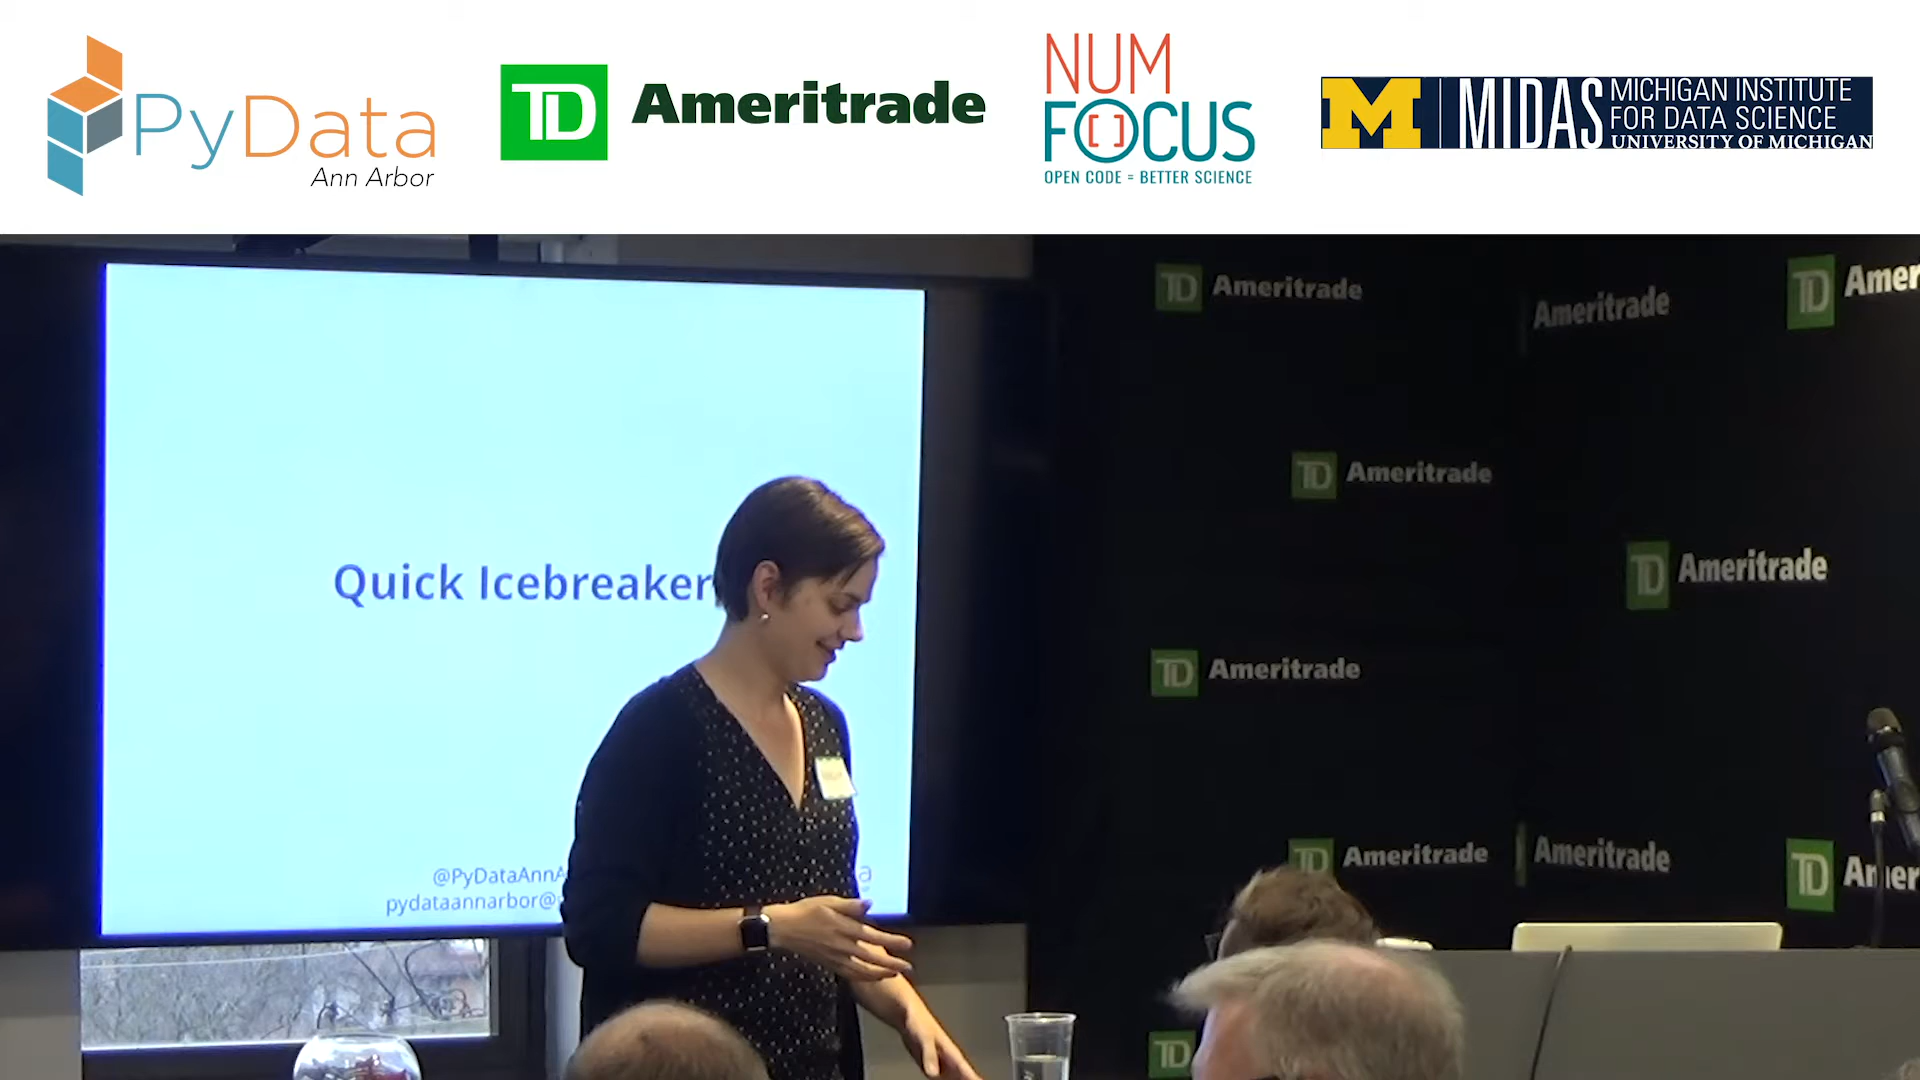 PyData
Ann Arbor
TD Ameritrade
NUM
FOCUS
OPEN CODE = BETTER SCIENCE
M MIDAS
MICHIGAN INSTITUTE
FOR DATA SCIENCE
UNIVERSITY OF MICHIGAN
Quick Icebreaker
@PyDataAnnA
pydataannarbor@
TD Ameritrade
Ameritrade
TD Amer
TD Ameritrade
TD Ameritrade
TD Ameritrade
TD Ameritrade
Ameritrade
TD Amer
TD